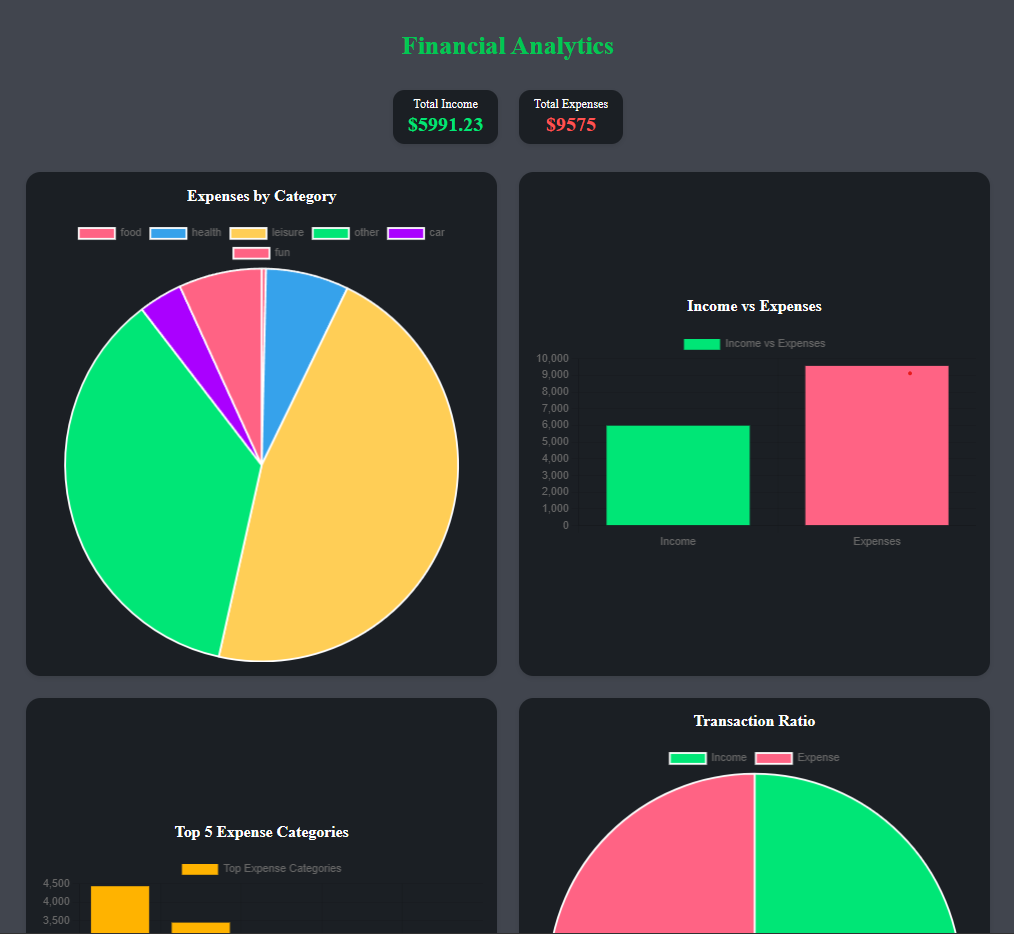 Financial Analytics
Total Income
$5991.23
Total Expenses
$9575
Expenses by Category
food health leisure other car
fun
Income vs Expenses
Income vs Expenses
10,000
9,000
8,000
7,000
6,000
5,000
4,000
3,000
2,000
1,000
0
Income Expenses
Top 5 Expense Categories
Top Expense Categories
4,500
4,000
3,500
Transaction Ratio
Income Expense